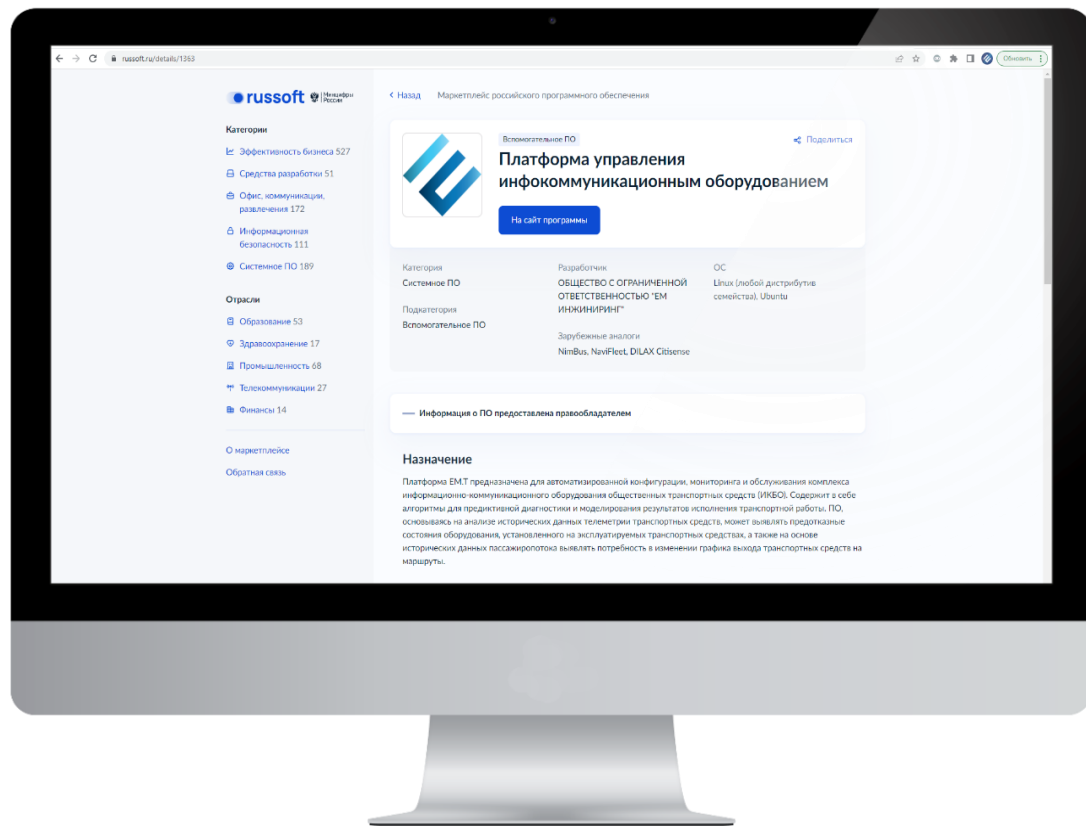 russoft.ru/details/1363
Обновить
russoft Минцифры
России
Категории
Эффективность бизнеса 527
Средства разработки 51
Офис, коммуникации,
развлечения 172
Информационная
безопасность 111
Системное ПО 189
Отрасли
Образование 53
Здравоохранение 17
Промышленность 68
Телекоммуникации 27
Финансы 14
О маркетплейсе
Обратная связь
Назад Маркетплейс российского программного обеспечения
Вспомогательное ПО
Поделиться
Платформа управления
инфокоммуникационным оборудованием
На сайт программы
Категория
Системное ПО
Подкатегория
Вспомогательное ПО
Разработчик
ОБЩЕСТВО С ОГРАНИЧЕННОЙ
ОТВЕТСТВЕННОСТЬЮ "ЕМ
ИНЖИНИРИНГ"
Зарубежные аналоги
NimBus, NaviFleet, DILAX Citisense
ОС
Linux (любой дистрибутив
семейства), Ubuntu
Информация о ПО предоставлена правообладателем
Назначение
Платформа EM.T предназначена для автоматизированной конфигурации, мониторинга и обслуживания комплекса
информационно-коммуникационного оборудования общественных транспортных средств (ИКБО). Содержит в себе
алгоритмы для предиктивной диагностики и моделирования результатов исполнения транспортной работы. ПО,
основываясь на анализе исторических данных телеметрии транспортных средств, может выявлять предотказные
состояния оборудования, установленного на эксплуатируемых транспортных средствах, а также на основе
исторических данных пассажиропотока выявлять потребность в изменении графика выхода транспортных средств на
маршруты.